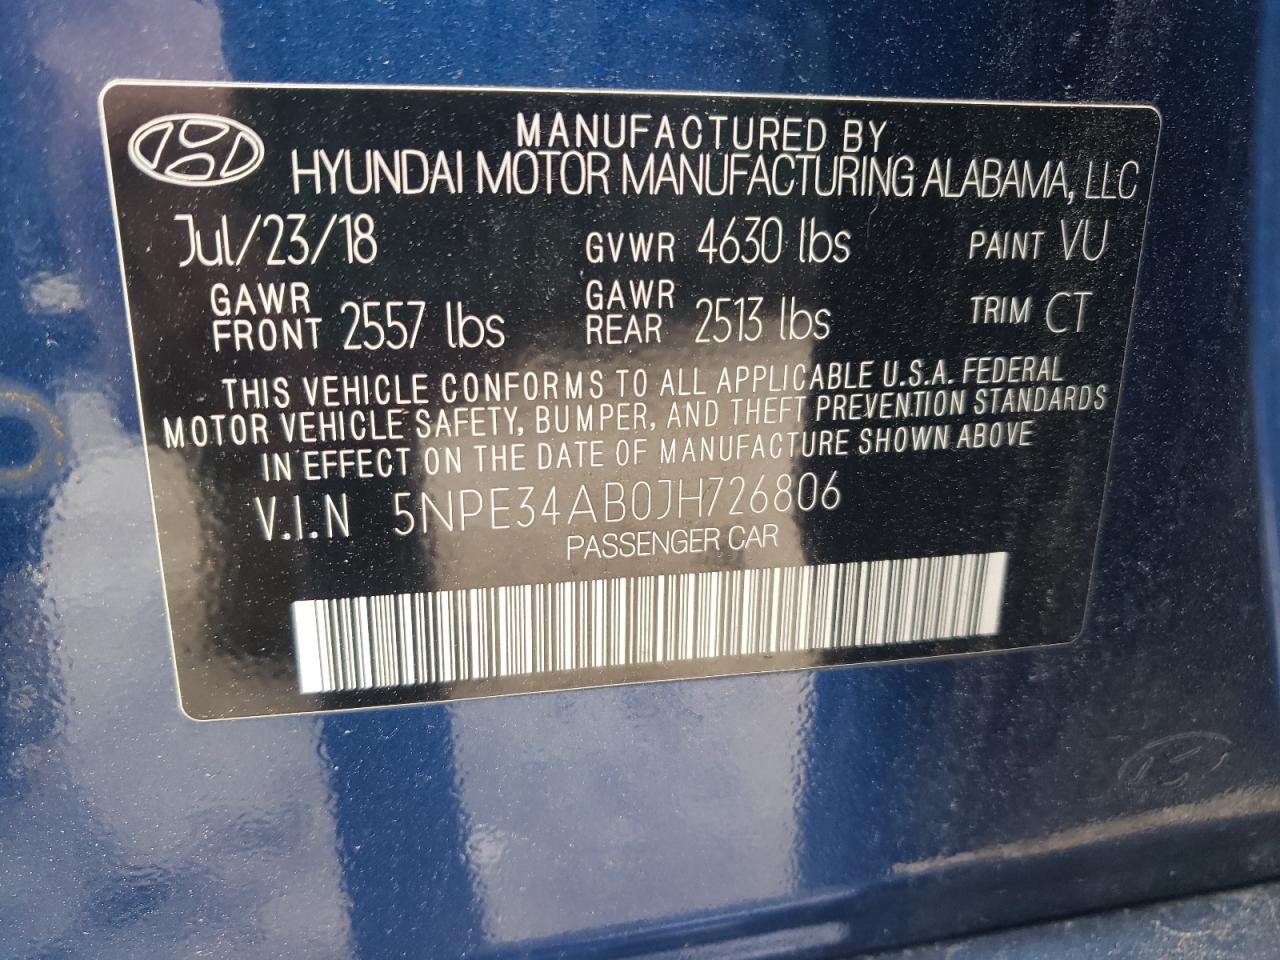 MANUFACTURED BY
HYUNDAI MOTOR MANUFACTURING ALABAMA, LLC
Jul/23/18 GVWR 4630 lbs PAINT VU
GAWR FRONT 2557 lbs GAWR REAR 2513 lbs TRIM CT
THIS VEHICLE CONFORMS TO ALL APPLICABLE U.S.A. FEDERAL
MOTOR VEHICLE SAFETY, BUMPER, AND THEFT PREVENTION STANDARDS
IN EFFECT ON THE DATE OF MANUFACTURE SHOWN ABOVE
V.I.N 5NPE34AB0JH726806
PASSENGER CAR